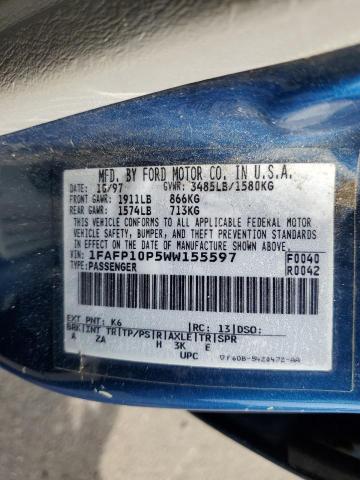 MFD. BY FORD MOTOR CO. IN U.S.A.
DATE: 10/97 GVWR: 3485LB/1580KG
FRONT GAWR: 1911LB 866KG
REAR GAWR: 1574LB 713KG
THIS VEHICLE CONFORMS TO ALL APPLICABLE FEDERAL MOTOR
VEHICLE SAFETY, BUMPER, AND THEFT PREVENTION STANDARDS
IN EFFECT ON THE DATE OF MANUFACTURE SHOWN ABOVE.
VIN: 1FAFP10P5WW155597 F0040
TYPE: PASSENGER R0042
EXT PNT: K6 RC: 13 DSO:
BRK INT TR TP/PS R AXLE TR SPR
A ZA H 3K E
UPC